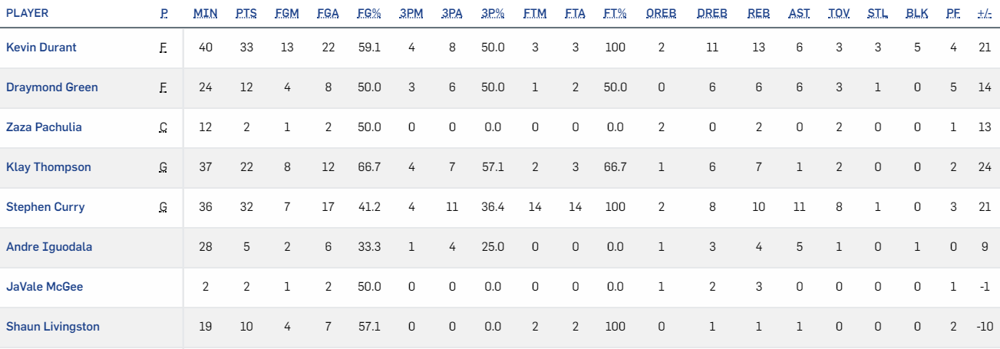 PLAYER P MIN PTS FGM FGA FG% 3PM 3PA 3P% FTM FTA FT% OREB DREB REB AST TOV STL BLK PF +/-
Kevin Durant F 40 33 13 22 59.1 4 8 50.0 3 3 100 2 11 13 6 3 3 5 4 21
Draymond Green F 24 12 4 8 50.0 3 6 50.0 1 2 50.0 0 6 6 6 3 1 0 5 14
Zaza Pachulia C 12 2 1 2 50.0 0 0 0.0 0 0 0.0 2 0 2 0 2 0 0 1 13
Klay Thompson G 37 22 8 12 66.7 4 7 57.1 2 3 66.7 1 6 7 1 2 0 0 2 24
Stephen Curry G 36 32 7 17 41.2 4 11 36.4 14 14 100 2 8 10 11 8 1 0 3 21
Andre Iguodala 28 5 2 6 33.3 1 4 25.0 0 0 0.0 1 3 4 5 1 0 1 0 9
JaVale McGee 2 2 1 2 50.0 0 0 0.0 0 0 0.0 1 2 3 0 0 0 0 1 -1
Shaun Livingston 19 10 4 7 57.1 0 0 0.0 2 2 100 0 1 1 1 0 0 0 2 -10